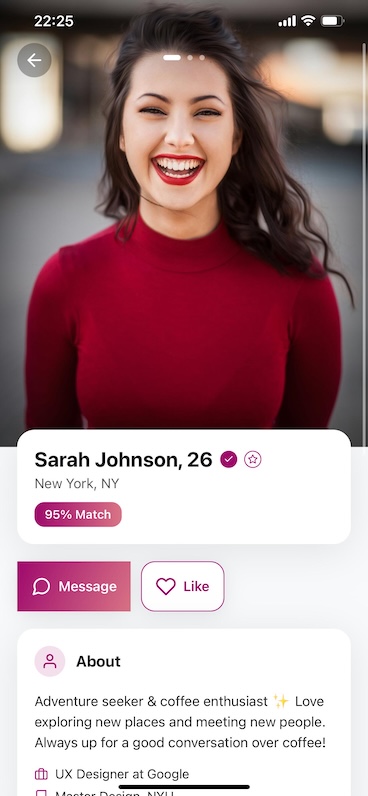 22:25
Sarah Johnson, 26
New York, NY
95% Match
Message
Like
About
Adventure seeker & coffee enthusiast ✨ Love
exploring new places and meeting new people.
Always up for a good conversation over coffee!
UX Designer at Google
Master Design, NYU